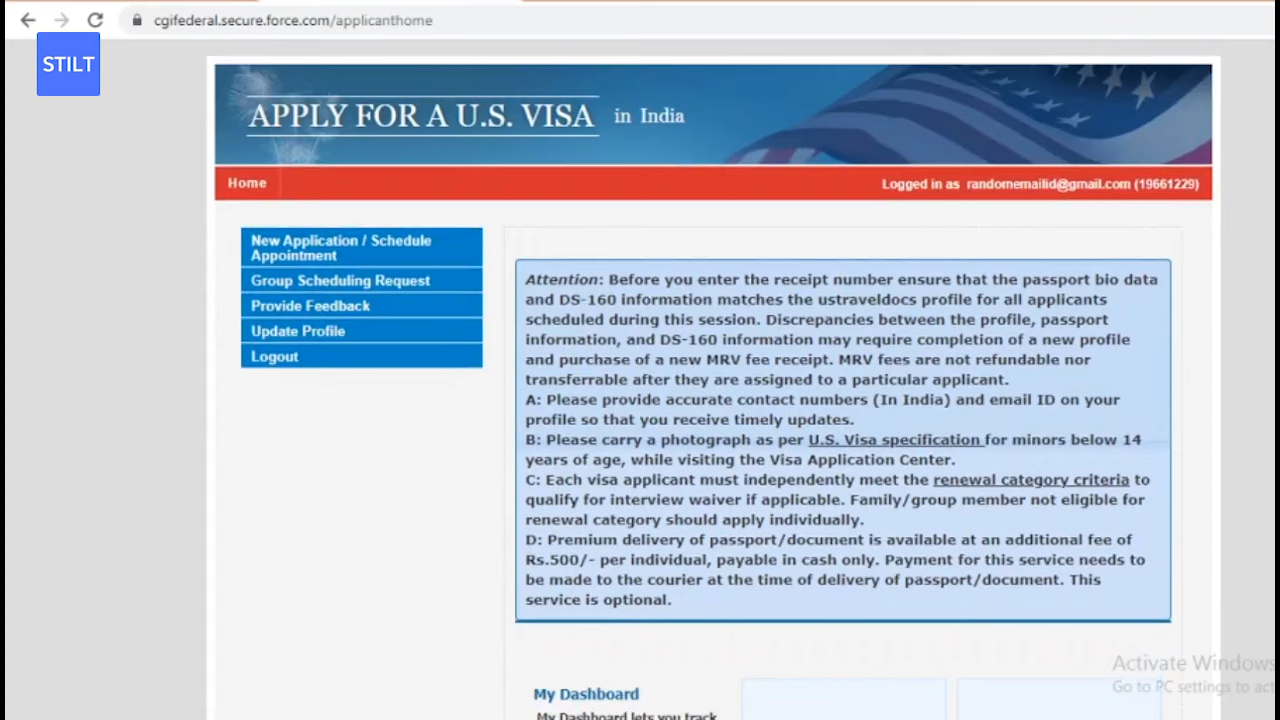 cgifederal.secure.force.com/applicanthome
STILT
APPLY FOR A U.S. VISA in India
Home
Logged in as randomemailid@gmail.com (19661229)
New Application / Schedule
Appointment
Group Scheduling Request
Provide Feedback
Update Profile
Logout
Attention: Before you enter the receipt number ensure that the passport bio data
and DS-160 information matches the ustraveldocs profile for all applicants
scheduled during this session. Discrepancies between the profile, passport
information, and DS-160 information may require completion of a new profile
and purchase of a new MRV fee receipt. MRV fees are not refundable nor
transferrable after they are assigned to a particular applicant.
A: Please provide accurate contact numbers (In India) and email ID on your
profile so that you receive timely updates.
B: Please carry a photograph as per U.S. Visa specification for minors below 14
years of age, while visiting the Visa Application Center.
C: Each visa applicant must independently meet the renewal category criteria to
qualify for interview waiver if applicable. Family/group member not eligible for
renewal category should apply individually.
D: Premium delivery of passport/document is available at an additional fee of
Rs.500/- per individual, payable in cash only. Payment for this service needs to
be made to the courier at the time of delivery of passport/document. This
service is optional.
Activate Windows
Go to PC settings to act
My Dashboard
My Dashboard lets you track